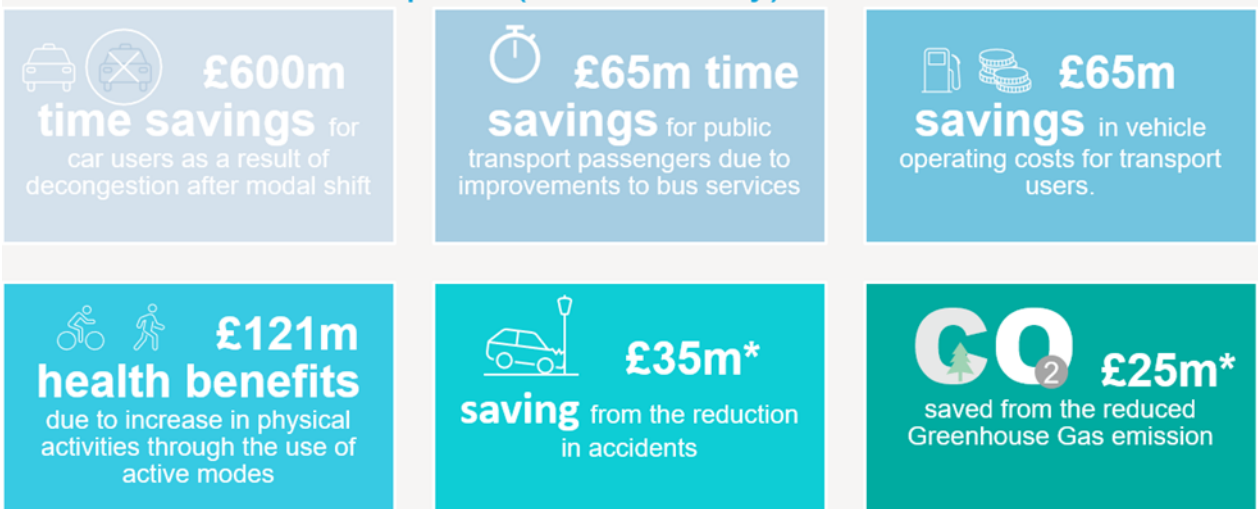 £600m
time savings for
car users as a result of
decongestion after modal shift
£65m time
savings for public
transport passengers due to
improvements to bus services
£65m
savings in vehicle
operating costs for transport
users.
£121m
health benefits
due to increase in physical
activities through the use of
active modes
£35m*
saving from the reduction
in accidents
CO2
£25m*
saved from the reduced
Greenhouse Gas emission